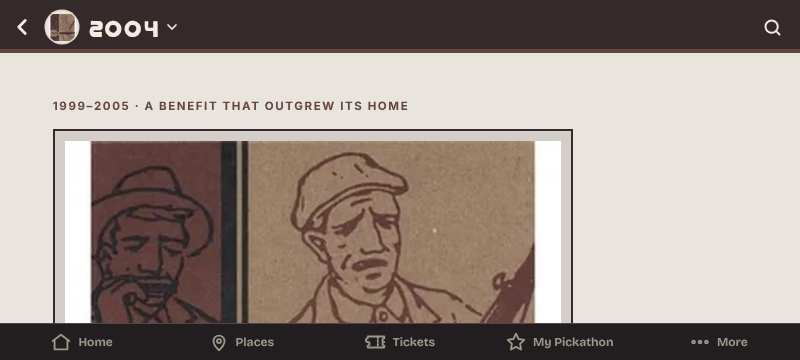 2004
1999–2005 · A BENEFIT THAT OUTGREW ITS HOME
Home
Places
Tickets
My Pickathon
More